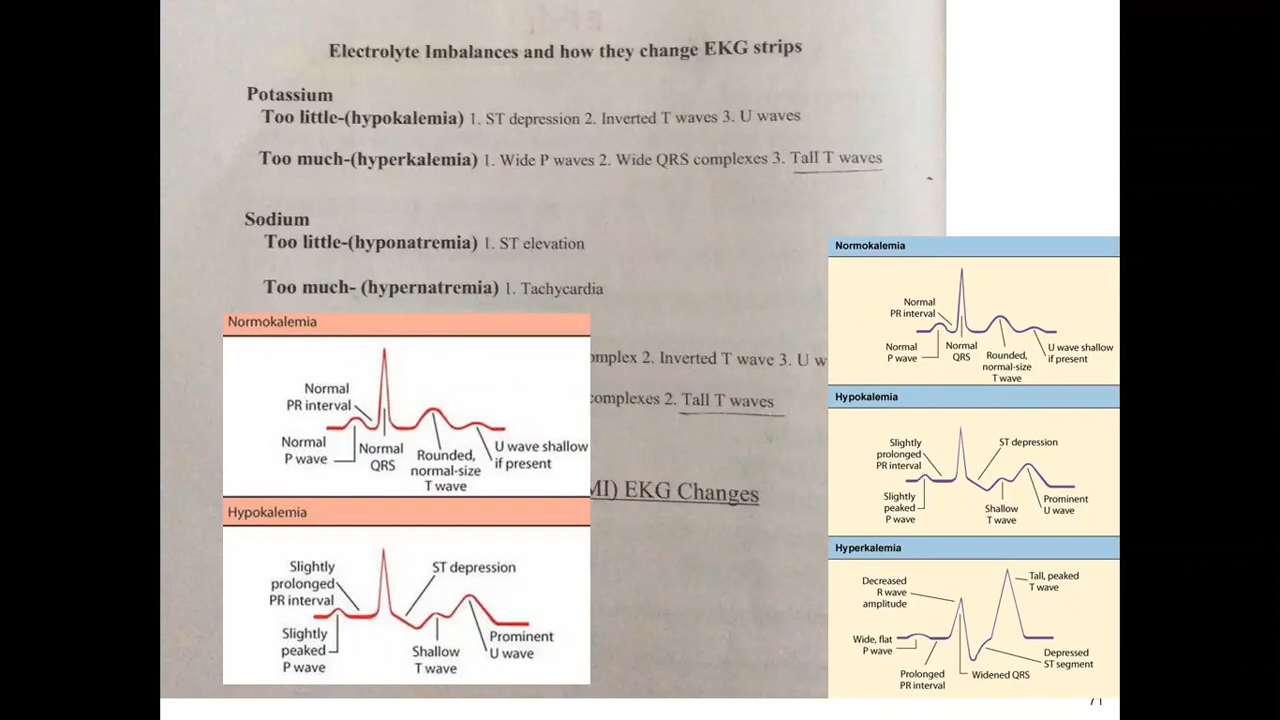 Electrolyte Imbalances and how they change EKG strips
Potassium
Too little-(hypokalemia) 1. ST depression 2. Inverted T waves 3. U waves
Too much-(hyperkalemia) 1. Wide P waves 2. Wide QRS complexes 3. Tall T waves
Sodium
Too little-(hyponatremia) 1. ST elevation
Too much- (hypernatremia) 1. Tachycardia
omplex 2. Inverted T wave 3. U w
complexes 2. Tall T waves
MI) EKG Changes
Normokalemia
Normal
PR interval
Normal
P wave
Normal
QRS
Rounded,
normal-size
T wave
U wave shallow
if present
Hypokalemia
Slightly
prolonged
PR interval
Slightly
peaked
P wave
ST depression
Shallow
T wave
Prominent
U wave
Normokalemia
Normal
PR interval
Normal
P wave
Normal
QRS
Rounded,
normal-size
T wave
U wave shallow
if present
Hypokalemia
Slightly
prolonged
PR interval
Slightly
peaked
P wave
ST depression
Shallow
T wave
Prominent
U wave
Hyperkalemia
Decreased
R wave
amplitude
Wide, flat
P wave
Prolonged
PR interval
Widened QRS
Tall, peaked
T wave
Depressed
ST segment